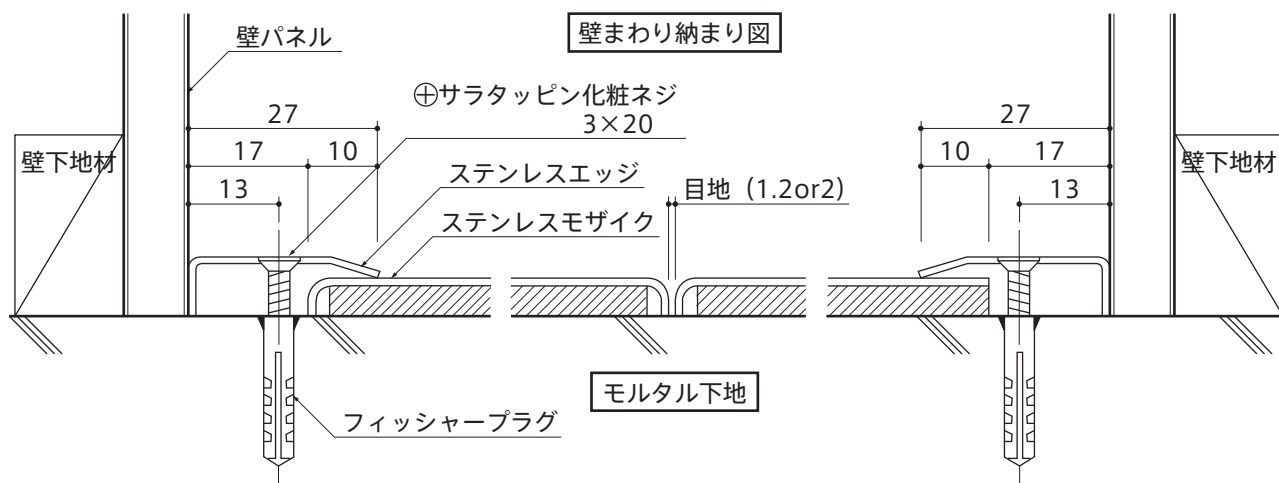 壁まわり納まり図
壁パネル
⊕サラタッピン化粧ネジ
3×20
27
27
17
10
10
17
壁下地材
壁下地材
ステンレスエッジ
目地（1.2or2）
13
13
ステンレスモザイク
モルタル下地
フィッシャープラグ